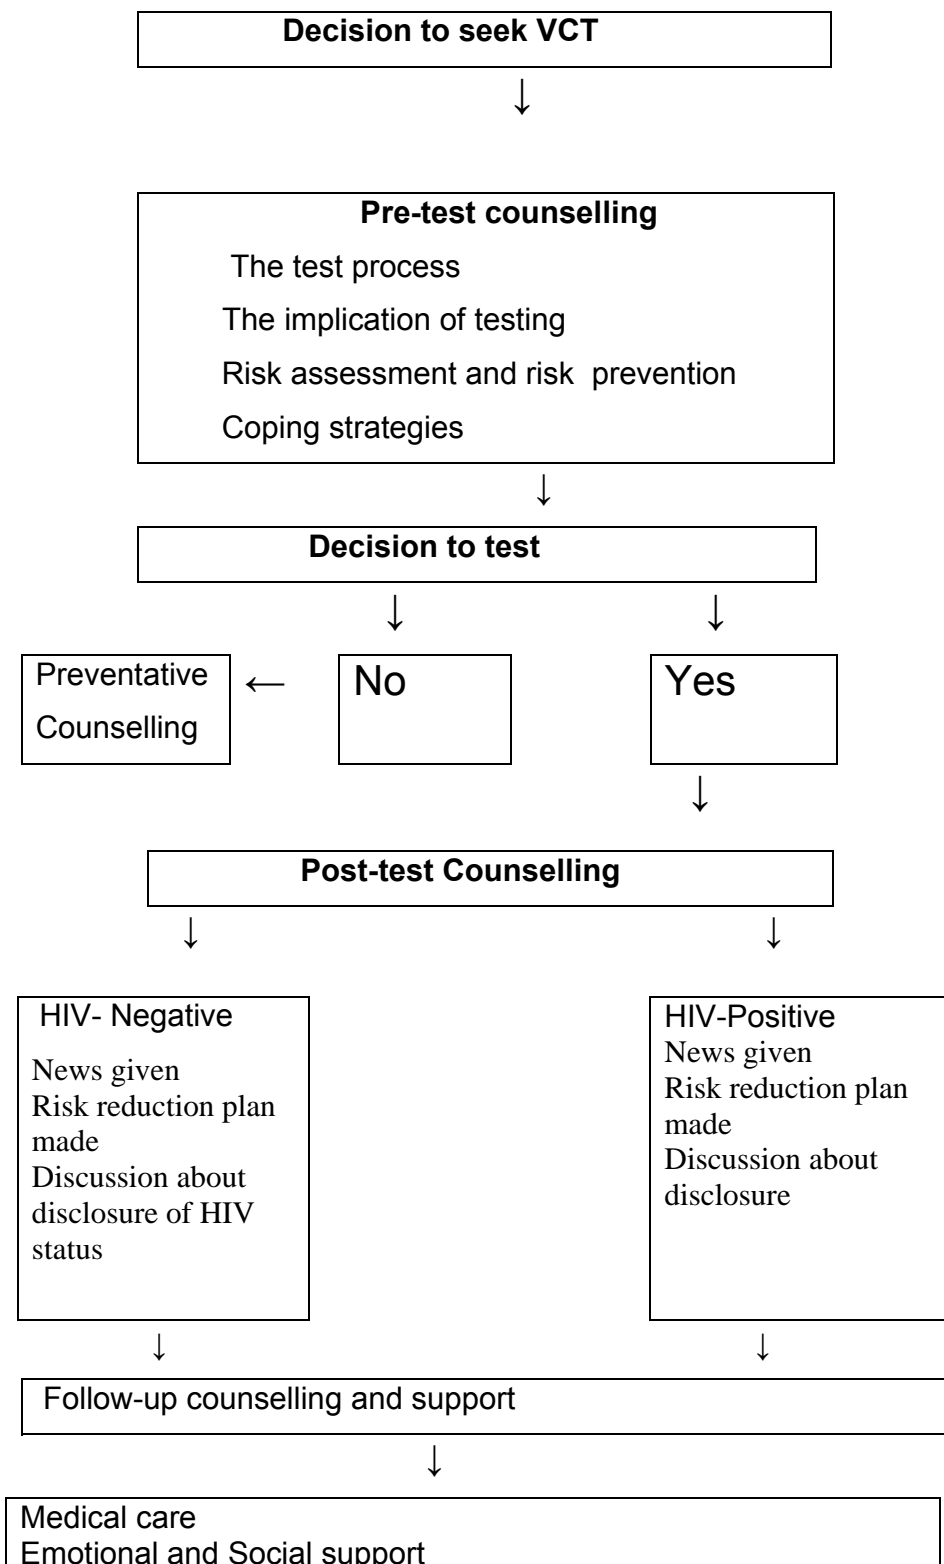 Decision to seek VCT
↓
Pre-test counselling
The test process
The implication of testing
Risk assessment and risk prevention
Coping strategies
↓
Decision to test
↓ ↓
Preventative
Counselling
←
No
Yes
↓
Post-test Counselling
↓ ↓
HIV- Negative
News given
Risk reduction plan
made
Discussion about
disclosure of HIV
status
HIV-Positive
News given
Risk reduction plan
made
Discussion about
disclosure
↓ ↓
Follow-up counselling and support
↓
Medical care
Emotional and Social support